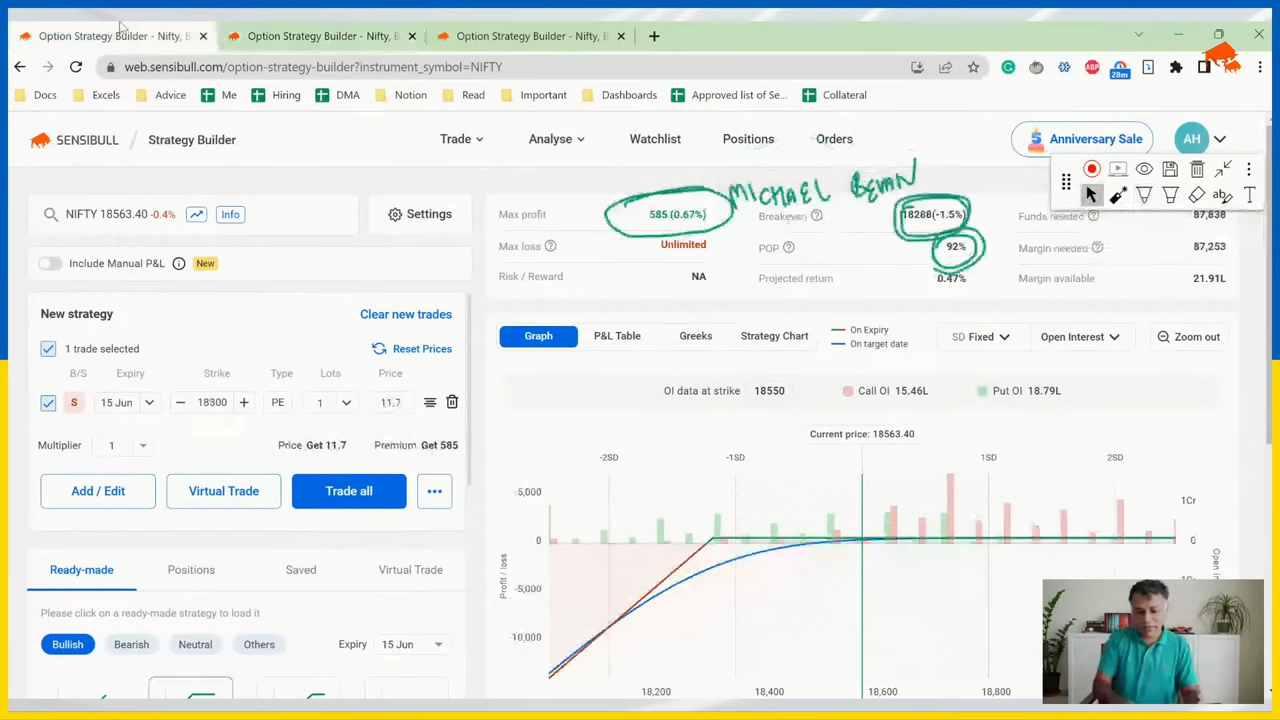 Option Strategy Builder - Nifty, B
Option Strategy Builder - Nifty, B
Option Strategy Builder - Nifty, B
web.sensibull.com/option-strategy-builder?instrument_symbol=NIFTY
ABP
28m
Docs
Excels
Advice
Me
Hiring
DMA
Notion
Read
Important
Dashboards
Approved list of Se...
Collateral
SENSIBULL / Strategy Builder
Trade
Analyse
Watchlist
Positions
Orders
5 Anniversary Sale
AH
NIFTY 18563.40 -0.4%
Info
Settings
Include Manual P&L
New
Max profit 585 (0.67%)
MICHAEL BEVAN
Breakeven 18288(-1.5%)
Funds needed 87,838
Max loss Unlimited
POP 92%
Margin needed 87,253
Risk / Reward NA
Projected return 0.47%
Margin available 21.91L
New strategy
Clear new trades
1 trade selected
Reset Prices
B/S Expiry Strike Type Lots Price
S 15 Jun − 18300 + PE 1 11.7
Multiplier 1 Price Get 11.7 Premium Get 585
Add / Edit
Virtual Trade
Trade all
Graph
P&L Table
Greeks
Strategy Chart
On Expiry
On target date
SD Fixed
Open Interest
Zoom out
OI data at strike 18550 Call OI 15.46L Put OI 18.79L
Current price: 18563.40
-2SD -1SD 1SD 2SD
5,000
0
-5,000
-10,000
Profit / loss
1Cr
0
Open In
18,200 18,400 18,600 18,800
Ready-made
Positions
Saved
Virtual Trade
Please click on a ready-made strategy to load it
Bullish
Bearish
Neutral
Others
Expiry 15 Jun